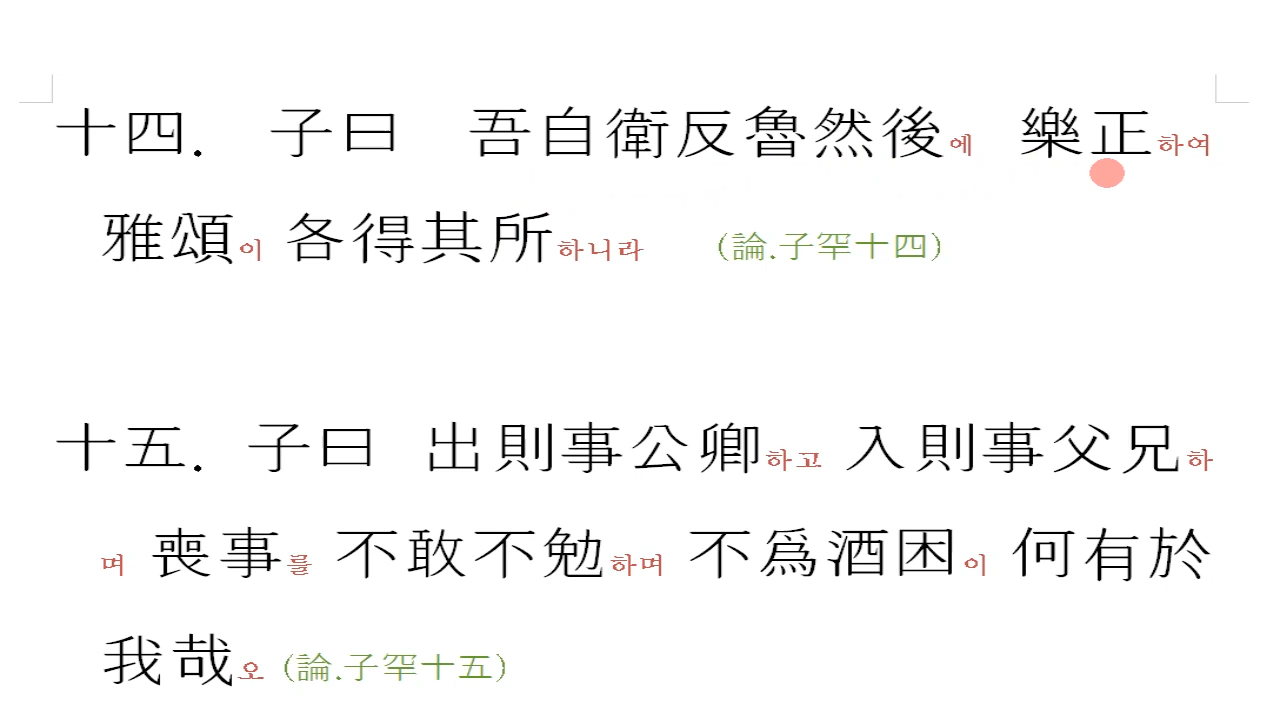 十四. 子曰 吾自衛反魯然後에 樂正하여
雅頌이 各得其所하니라 (論.子罕十四)
十五. 子曰 出則事公卿하고 入則事父兄하
며 喪事를 不敢不勉하며 不爲酒困이 何有於
我哉오 (論.子罕十五)